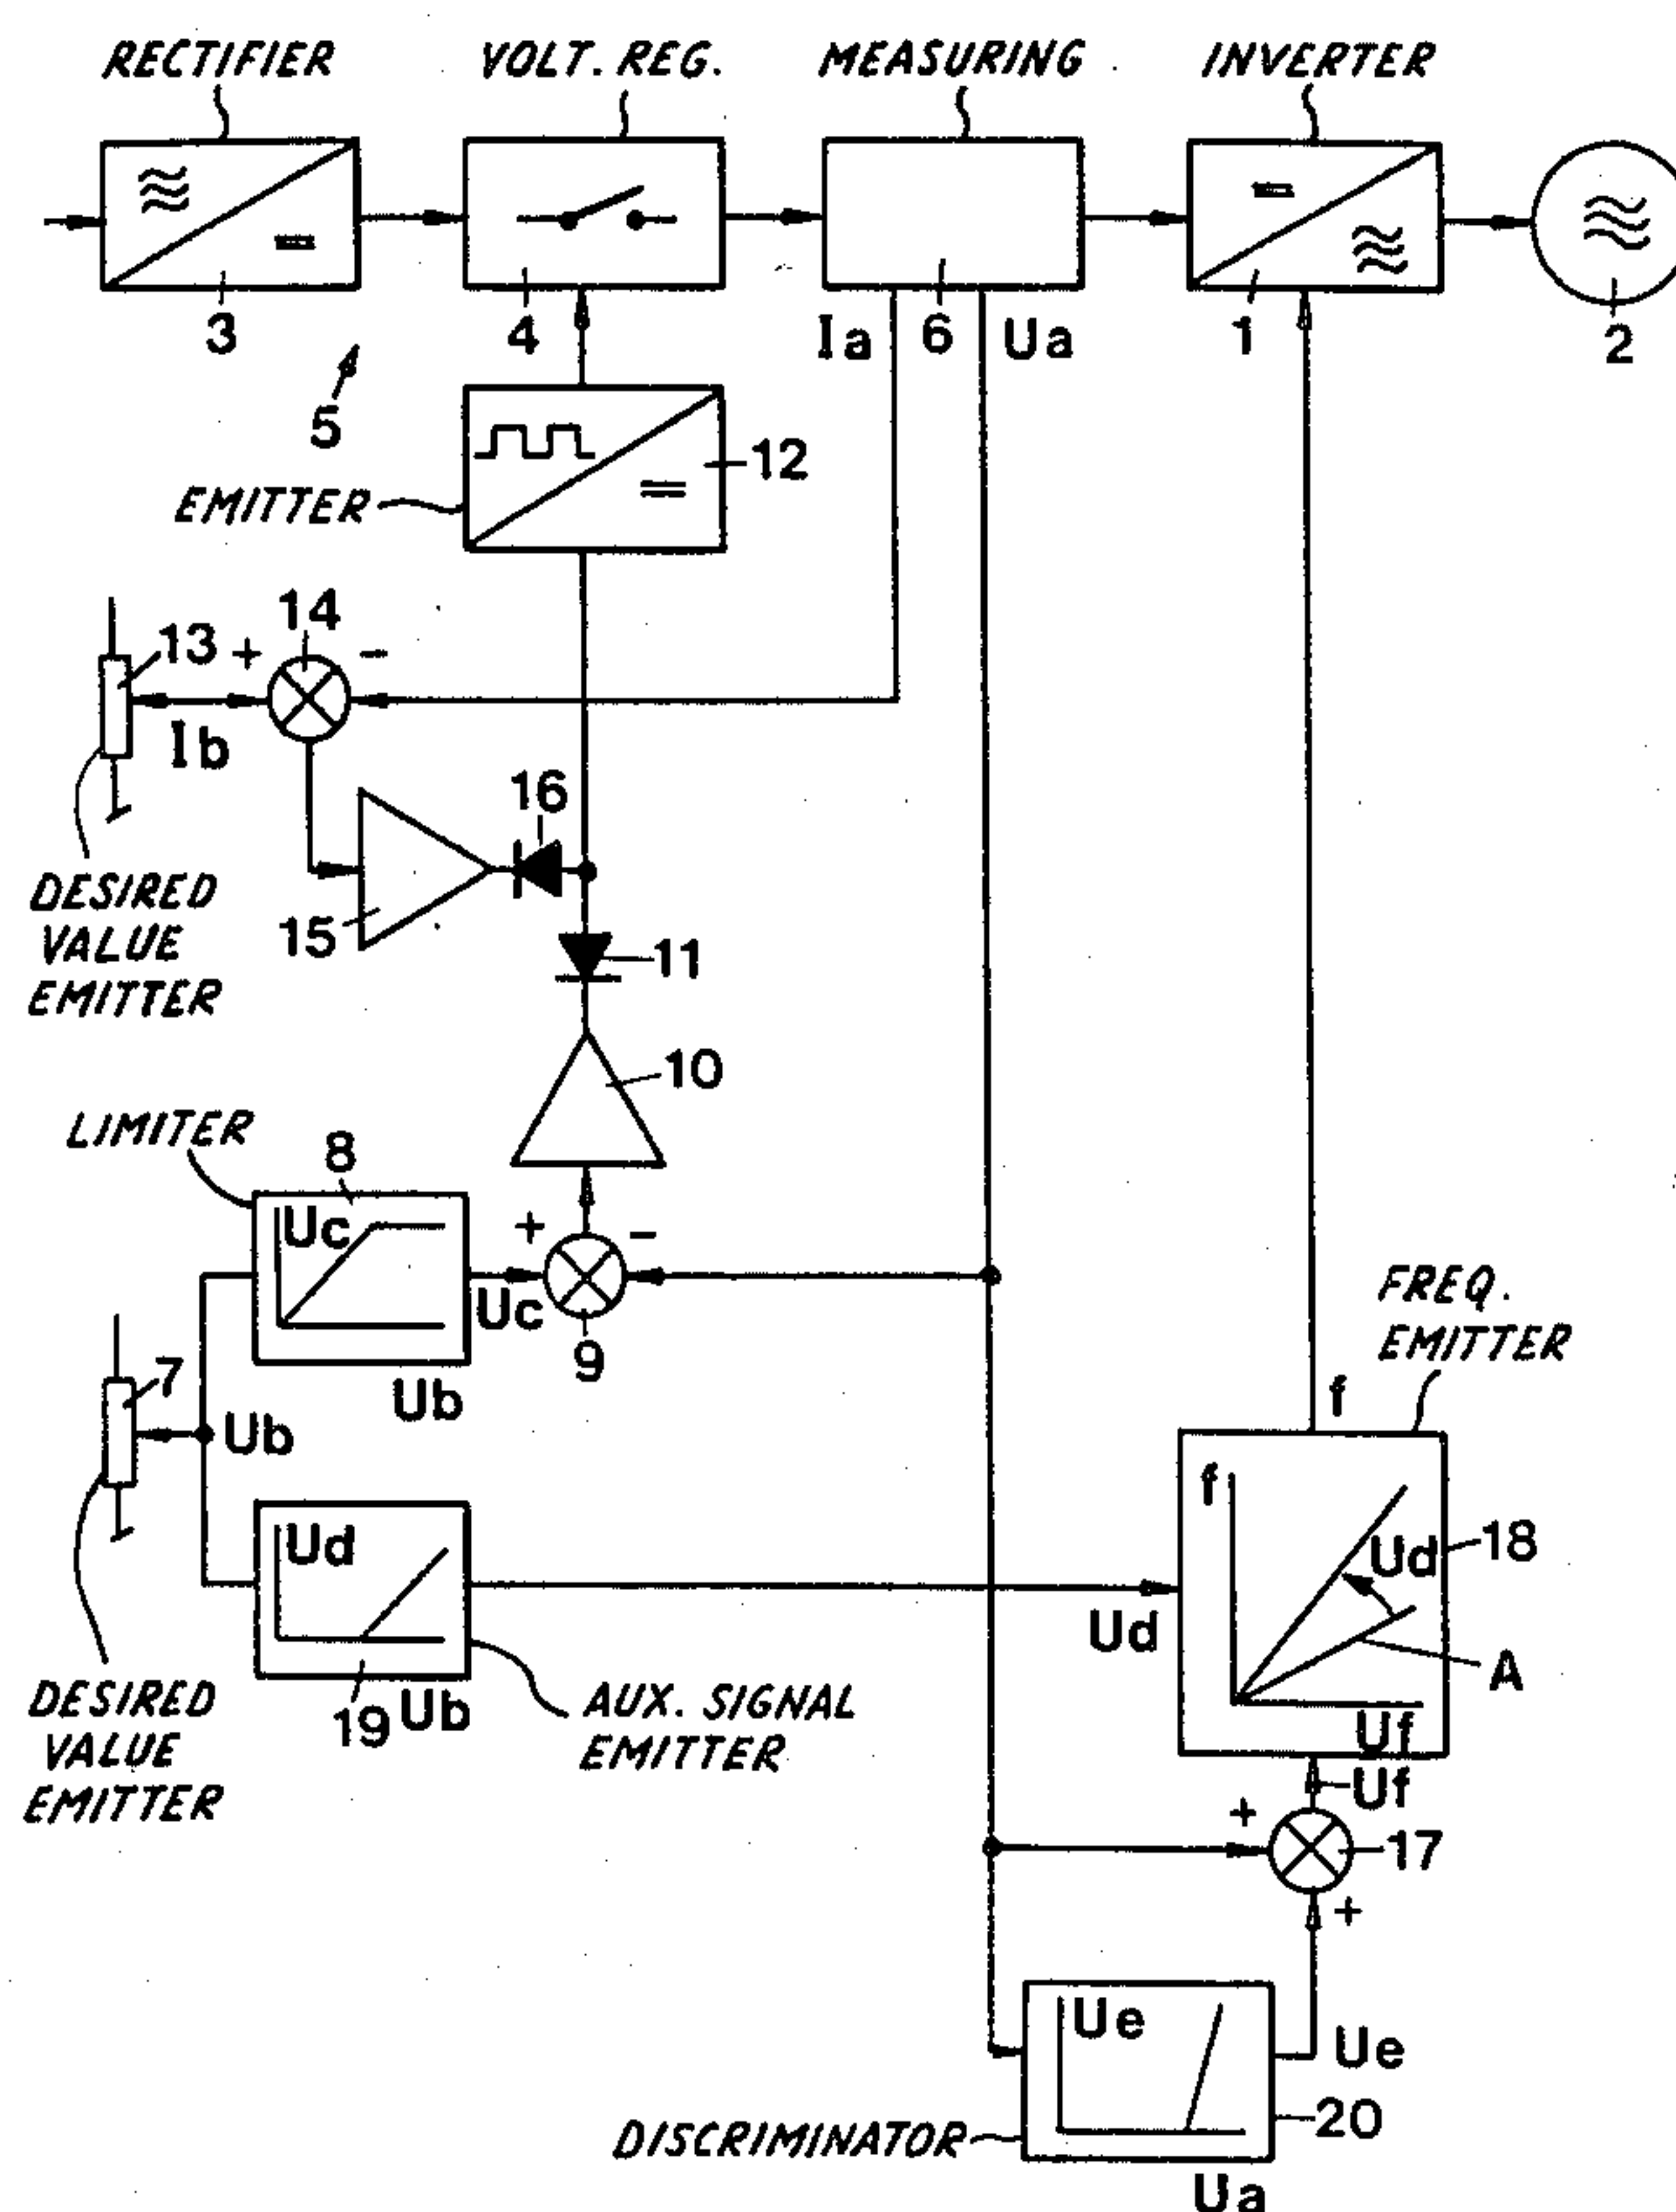 RECTIFIER
VOLT. REG.
MEASURING
INVERTER
3
4
Ia
6
Ua
1
2
5
12
EMITTER
14
13
+
-
Ib
16
DESIRED
VALUE
EMITTER
15
11
10
LIMITER
8
Uc
+
-
Uc
9
Ub
FREQ.
EMITTER
7
Ub
f
f
Ud
18
Ud
Ud
A
19
Ub
DESIRED
VALUE
EMITTER
AUX. SIGNAL
EMITTER
Uf
Uf
+
17
+
Ue
Ue
20
DISCRIMINATOR
Ua